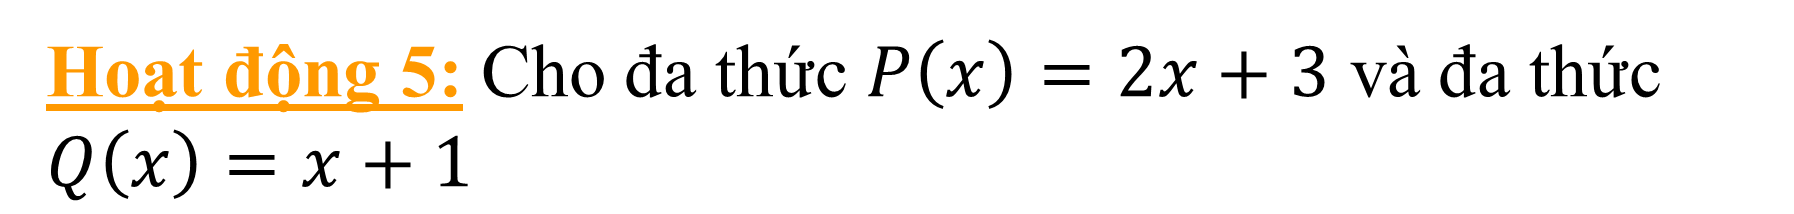 Hoạt động 5: Cho đa thức P(x) = 2x + 3 và đa thức
Q(x) = x + 1